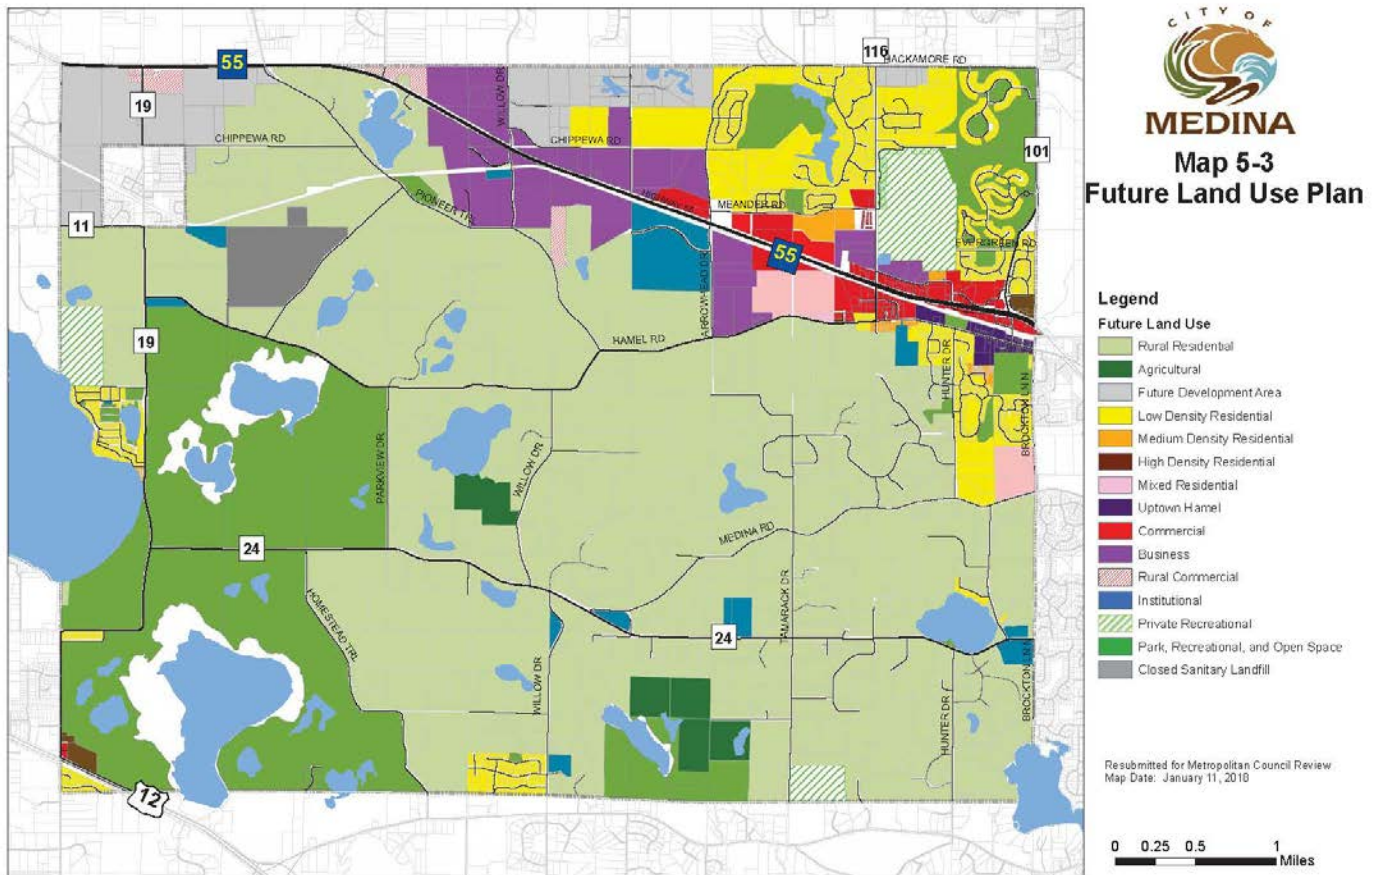 CITY OF
MEDINA
Map 5-3
Future Land Use Plan
Legend
Future Land Use
Rural Residential
Agricultural
Future Development Area
Low Density Residential
Medium Density Residential
High Density Residential
Mixed Residential
Uptown Hamel
Commercial
Business
Rural Commercial
Institutional
Private Recreational
Park, Recreational, and Open Space
Closed Sanitary Landfill
Resubmitted for Metropolitan Council Review
Map Date: January 11, 2018
0 0.25 0.5 1
Miles
116
HACKAMORE RD
55
19
WILLOW DR
CHIPPEWA RD
CHIPPEWA RD
101
PIONEER TRL
MEANDER RD
11
55
EVERGREEN RD
ARROWHEAD DR
HAMEL RD
19
HUNTER DR
BROCKTON LN N
PARKVIEW DR
WILLOW DR
MEDINA RD
24
HOMESTEAD TRL
TAMARACK DR
24
WILLOW DR
HUNTER DR
BROCKTON LN N
12